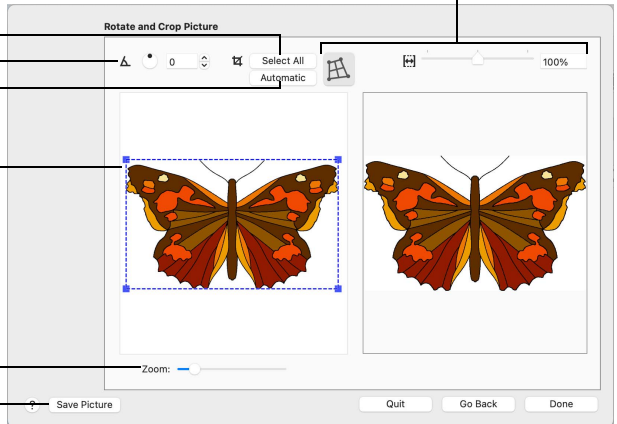 Rotate and Crop Picture
0
Select All
Automatic
100%
Zoom:
?
Save Picture
Quit
Go Back
Done